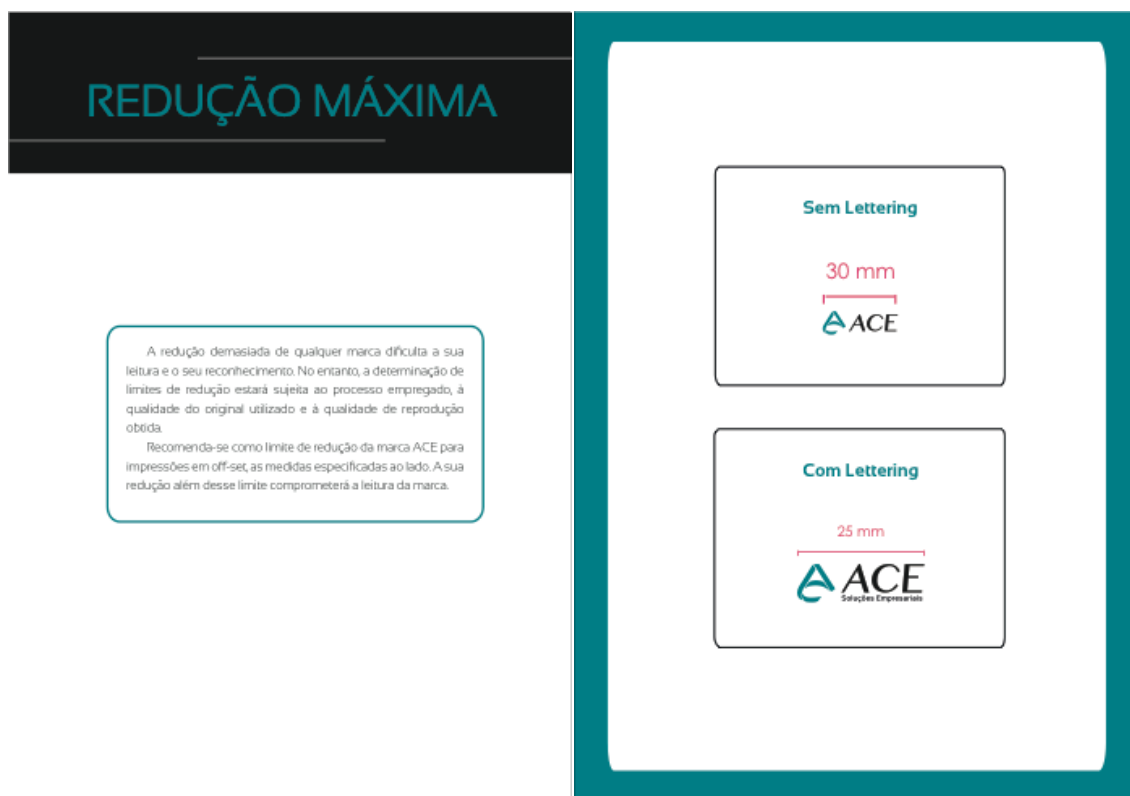 REDUÇÃO MÁXIMA
A redução demasiada de qualquer marca dificulta a sua
leitura e o seu reconhecimento. No entanto, a determinação de
limites de redução estará sujeita ao processo empregado, à
qualidade do original utilizado e à qualidade de reprodução
obtida.
Recomenda-se como limite de redução da marca ACE para
impressões em off-set, as medidas especificadas ao lado. A sua
redução além desse limite comprometerá a leitura da marca.
Sem Lettering
30 mm
ACE
Com Lettering
25 mm
ACE
Soluções Empresariais